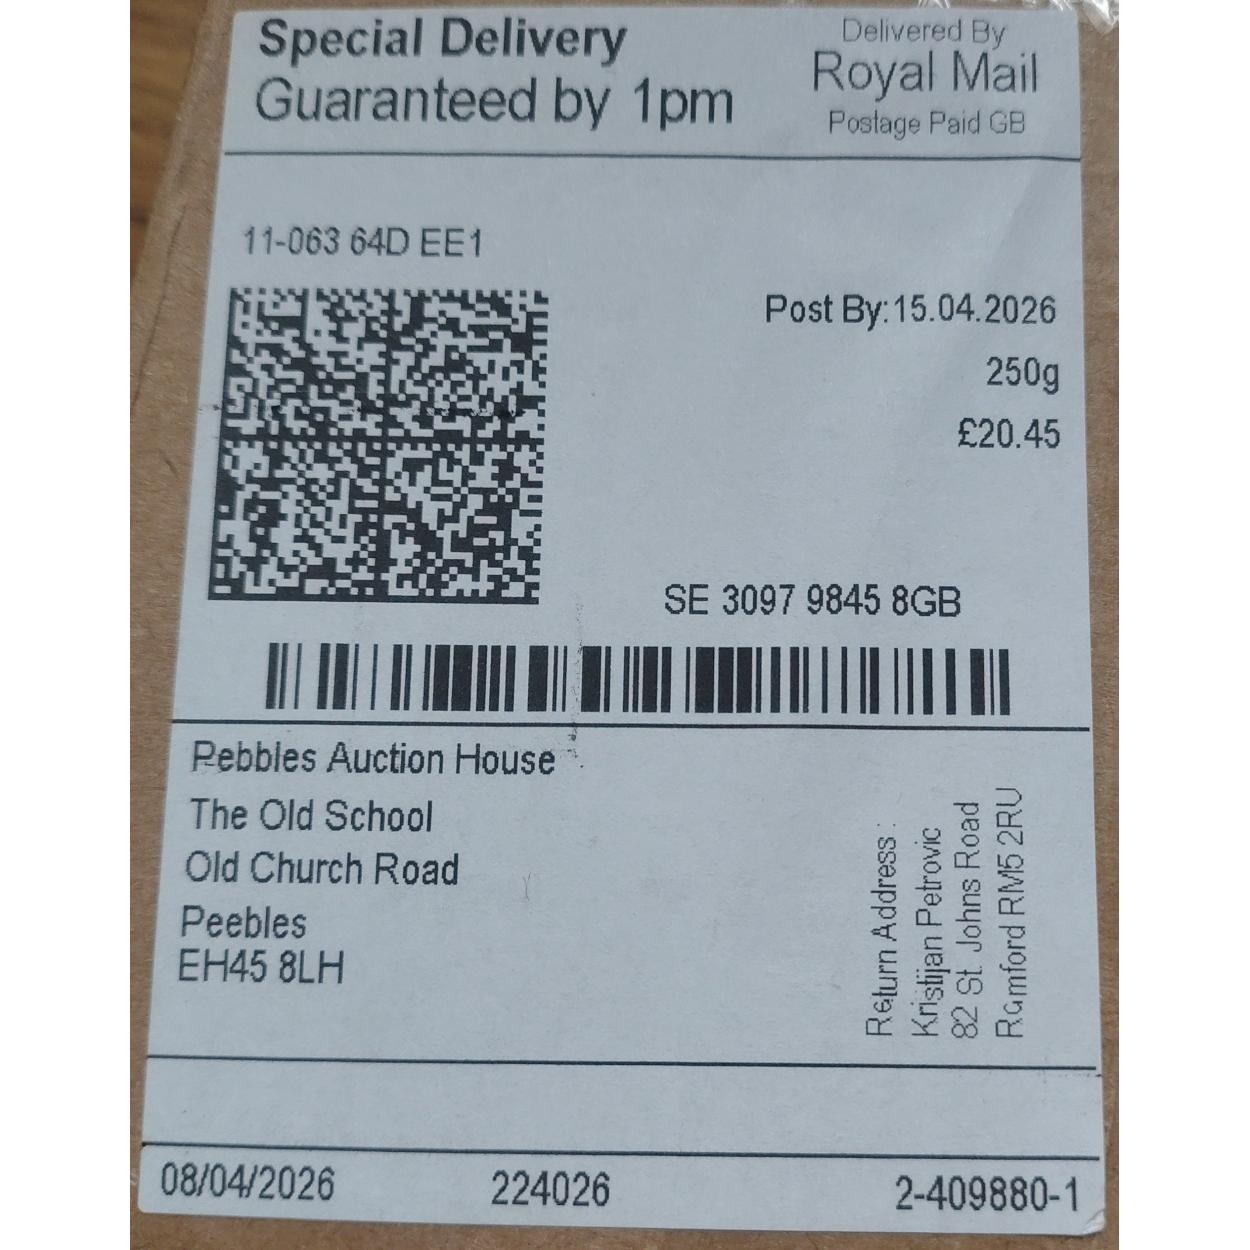 Special Delivery
Guaranteed by 1pm
Delivered By
Royal Mail
Postage Paid GB
11-063 64D EE1
Post By:15.04.2026
250g
£20.45
SE 3097 9845 8GB
Pebbles Auction House
The Old School
Old Church Road
Peebles
EH45 8LH
Return Address :
Kristijan Petrovic
82 St. Johns Road
Romford RM5 2RU
08/04/2026
224026
2-409880-1